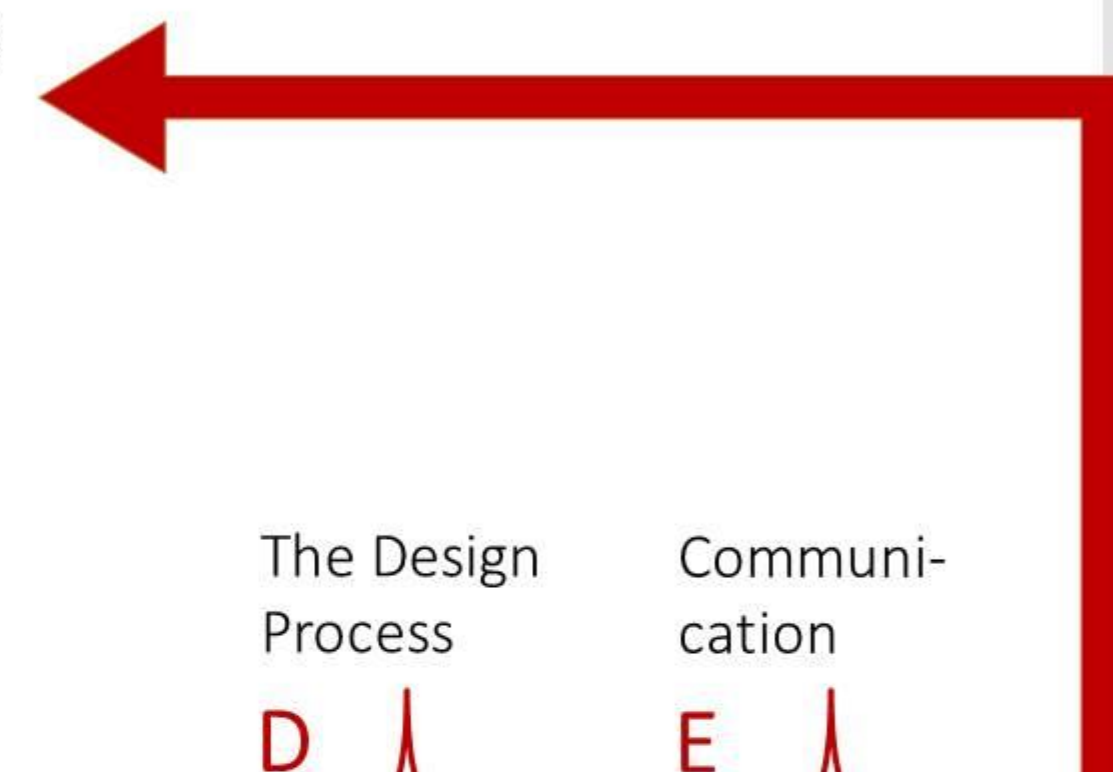 The Design
Process
Communi-
cation
D
E